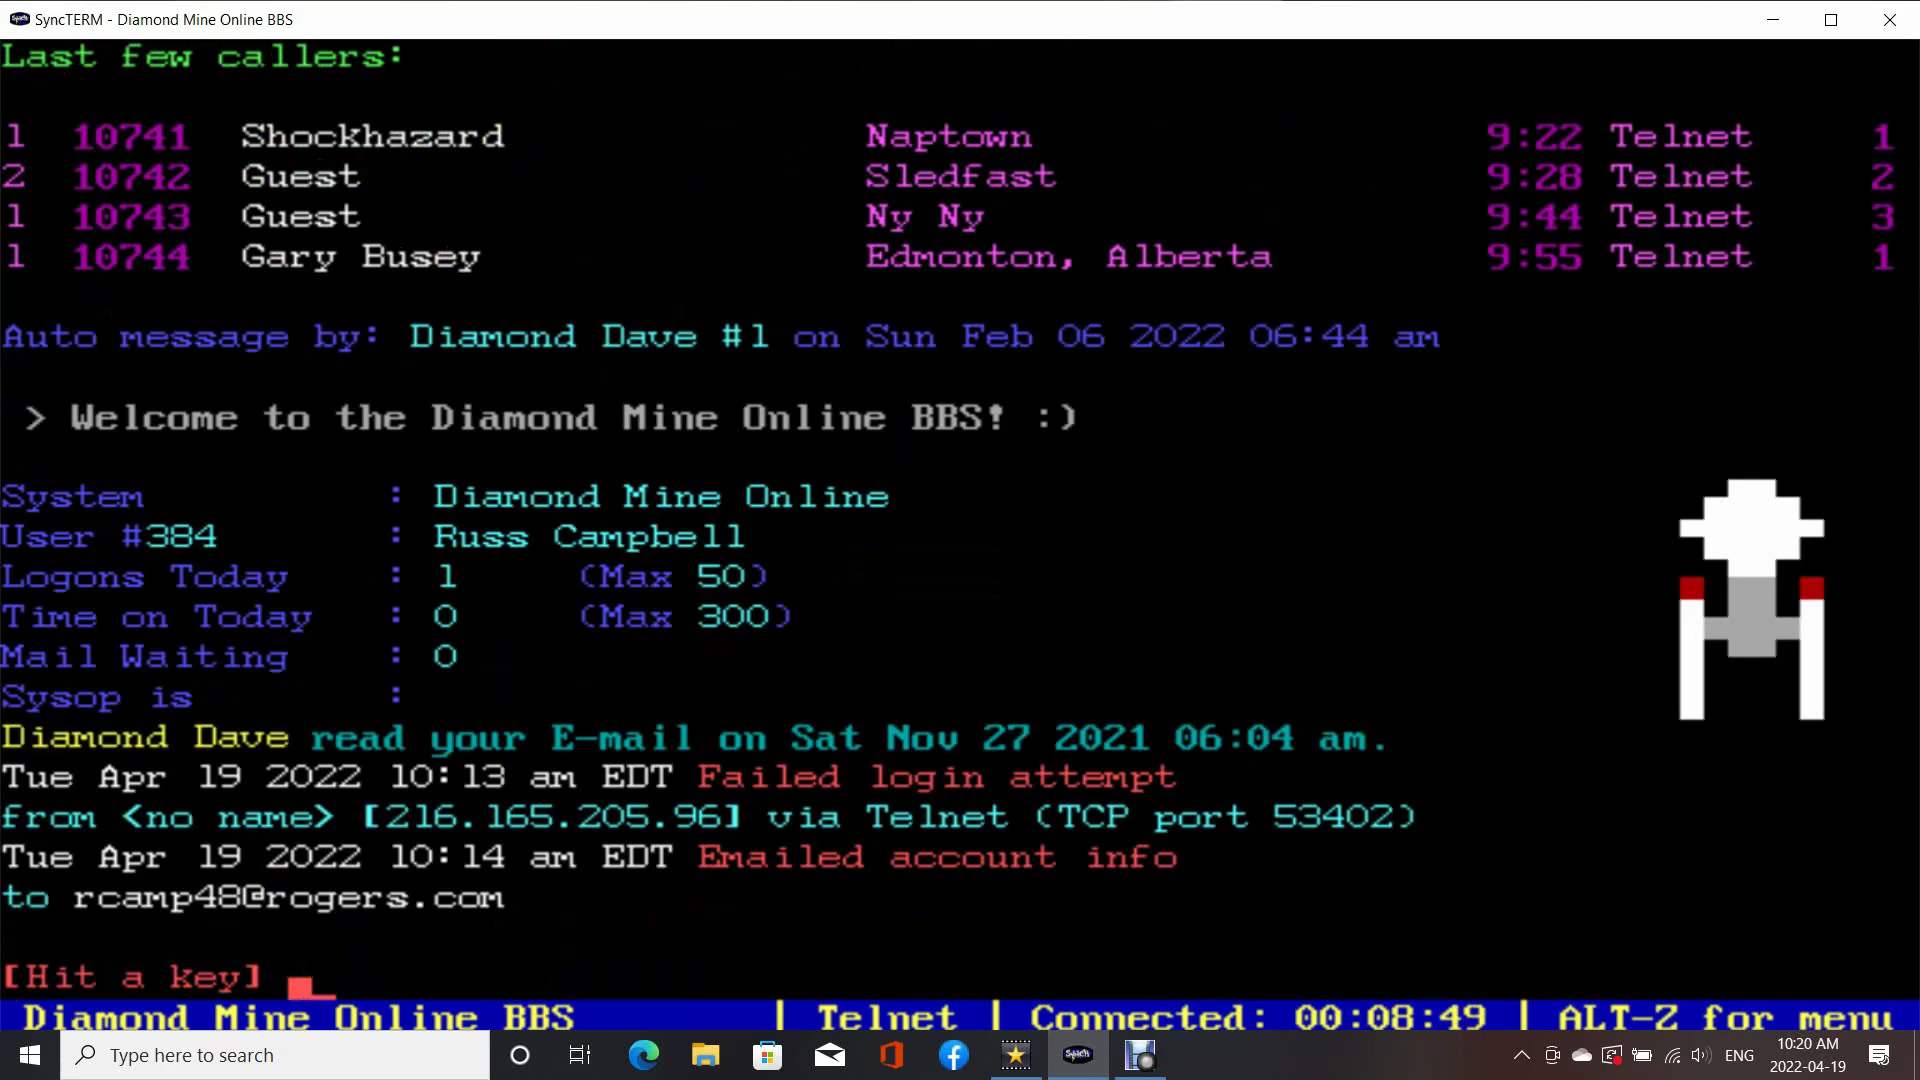 SyncTERM - Diamond Mine Online BBS
Last few callers:
1 10741 Shockhazard Naptown 9:22 Telnet 1
2 10742 Guest Sledfast 9:28 Telnet 2
1 10743 Guest Ny Ny 9:44 Telnet 3
1 10744 Gary Busey Edmonton, Alberta 9:55 Telnet 1
Auto message by: Diamond Dave #1 on Sun Feb 06 2022 06:44 am
> Welcome to the Diamond Mine Online BBS! :)
System : Diamond Mine Online
User #384 : Russ Campbell
Logons Today : 1 (Max 50)
Time on Today : 0 (Max 300)
Mail Waiting : 0
Sysop is :
Diamond Dave read your E-mail on Sat Nov 27 2021 06:04 am.
Tue Apr 19 2022 10:13 am EDT Failed login attempt
from <no name> [216.165.205.96] via Telnet (TCP port 53402)
Tue Apr 19 2022 10:14 am EDT Emailed account info
to rcamp48@rogers.com
[Hit a key]
Diamond Mine Online BBS | Telnet | Connected: 00:08:49 | ALT-Z for menu
Type here to search
Synch
ENG
10:20 AM
2022-04-19